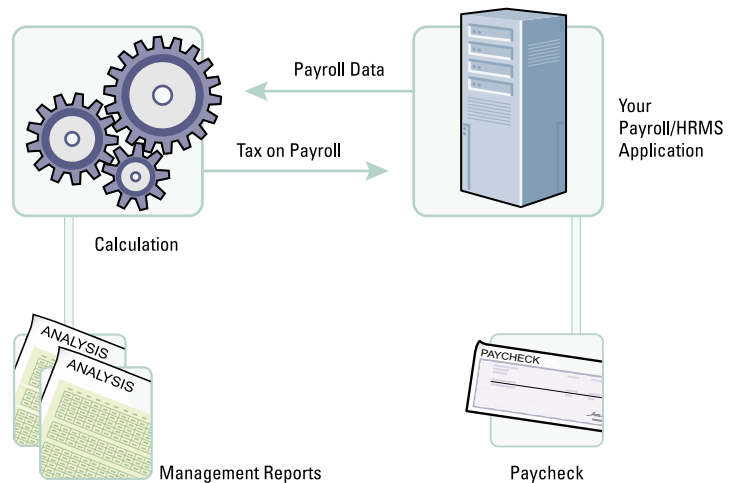 Payroll Data
Your
Payroll/HRMS
Application
Tax on Payroll
Calculation
ANALYSIS
ANALYSIS
PAYCHECK
Management Reports
Paycheck